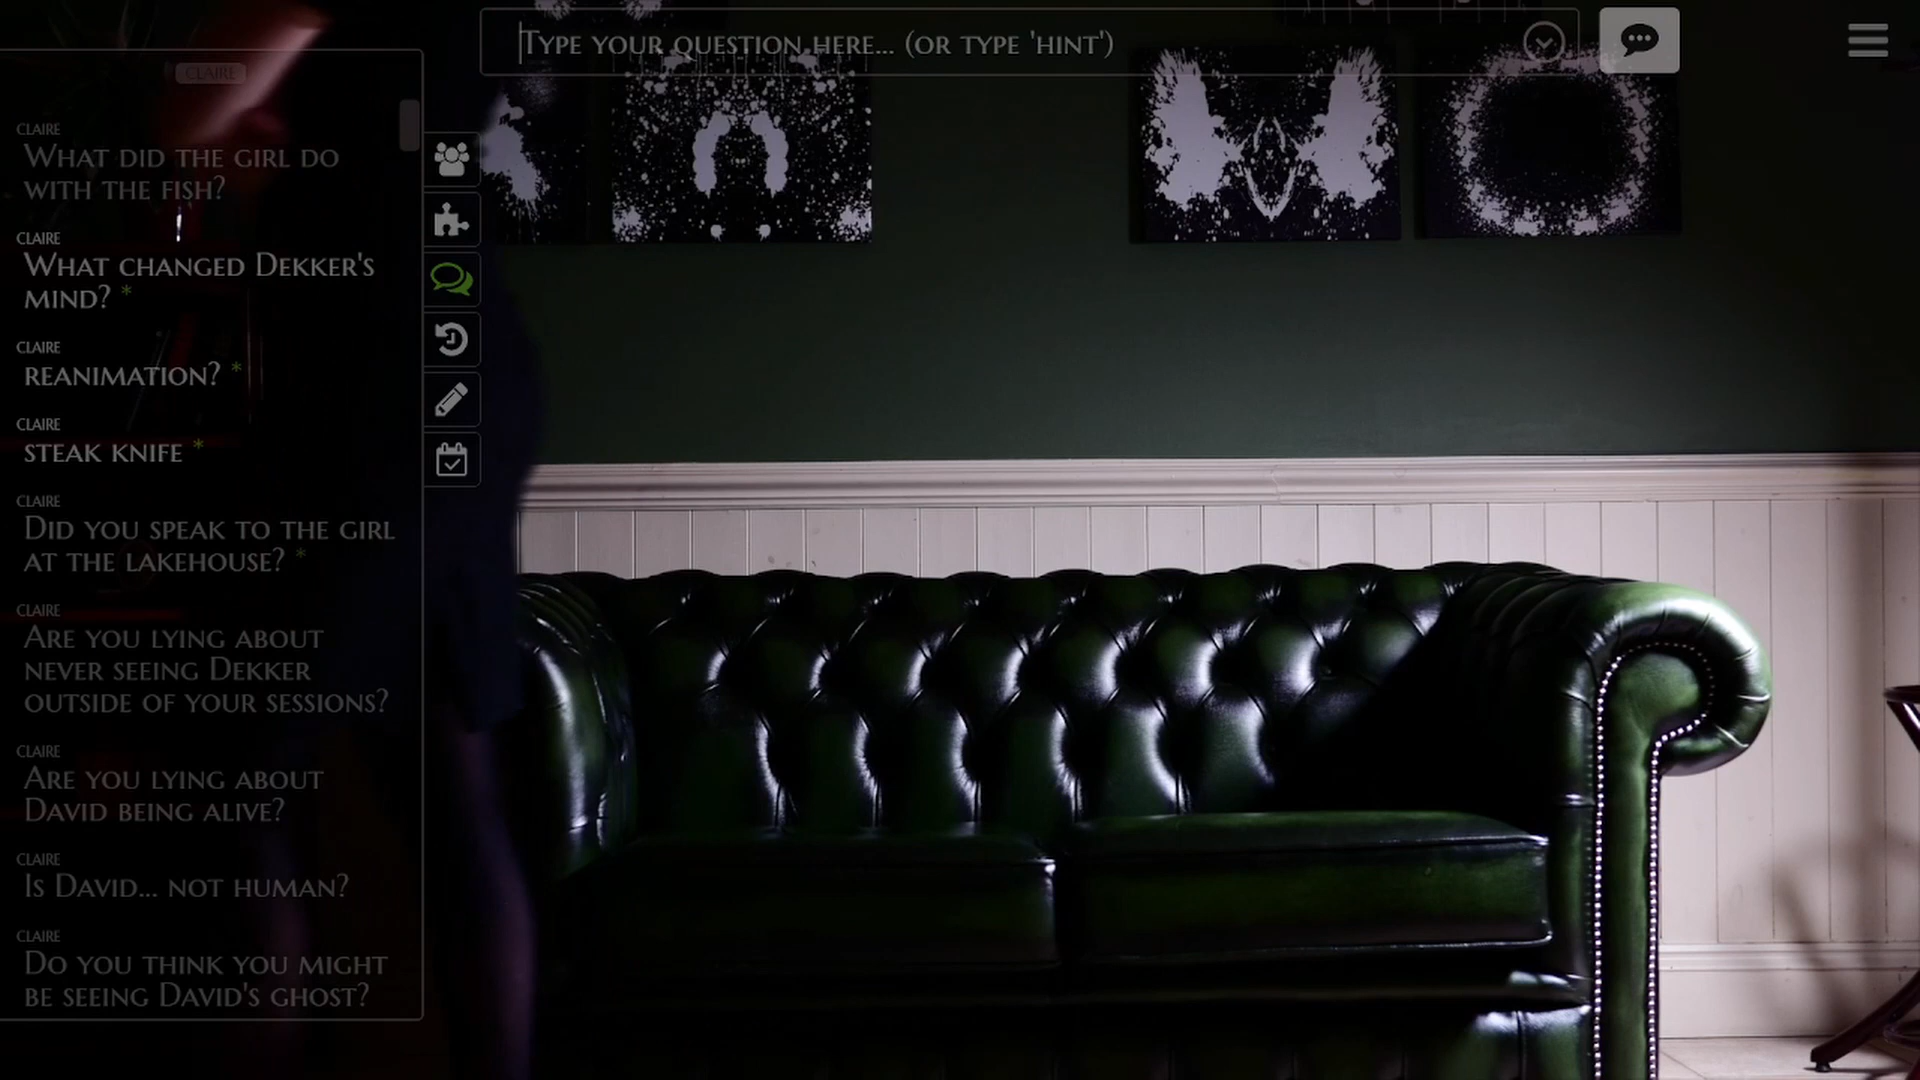 Type your question here... (or type 'hint')
CLAIRE
CLAIRE
What did the girl do
with the fish?
CLAIRE
What changed Dekker's
mind? *
CLAIRE
reanimation? *
CLAIRE
steak knife *
CLAIRE
Did you speak to the girl
at the lakehouse? *
CLAIRE
Are you lying about
never seeing Dekker
outside of your sessions?
CLAIRE
Are you lying about
David being alive?
CLAIRE
Is David... not human?
CLAIRE
Do you think you might
be seeing David's ghost?